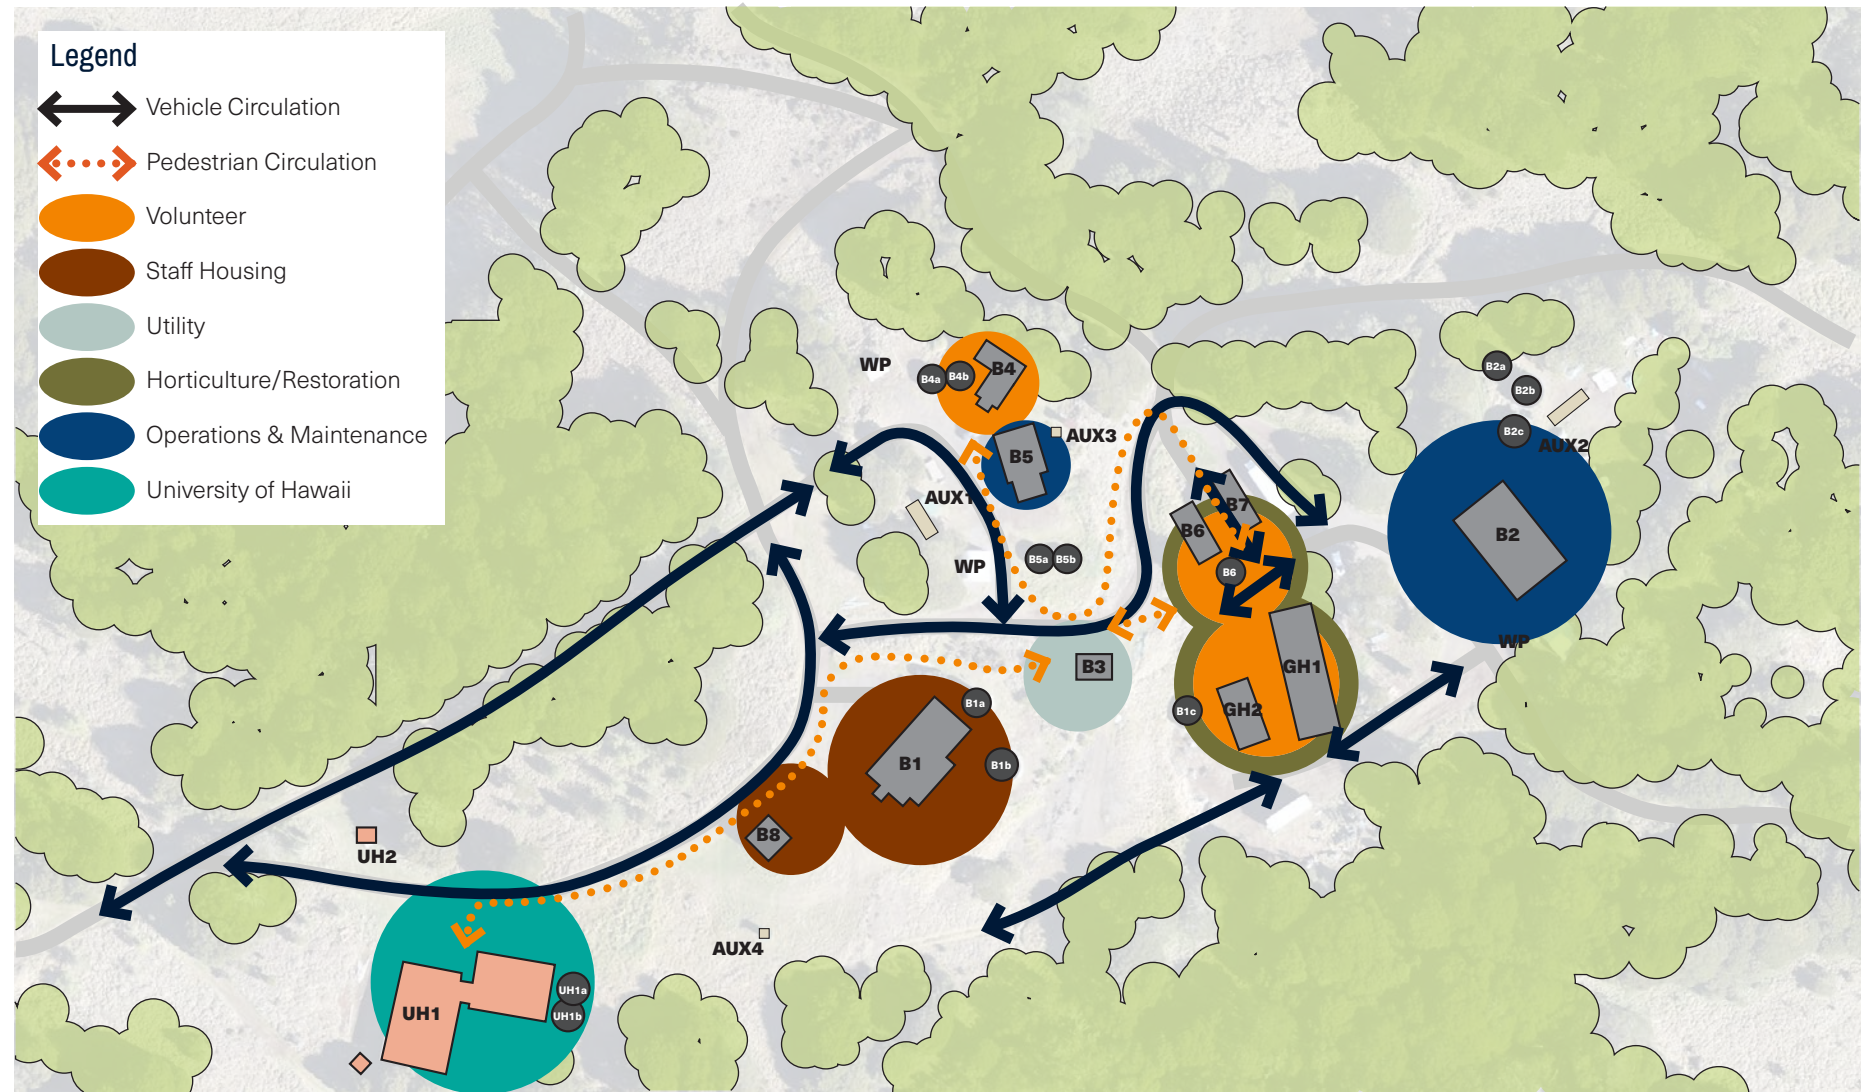 Legend
Vehicle Circulation
Pedestrian Circulation
Volunteer
Staff Housing
Utility
Horticulture/Restoration
Operations & Maintenance
University of Hawaii
WP
B4a
B4b
B4
B2a
B2b
B2c
AUX3
AUX2
B5
AUX1
B7
B6
B2
WP
B5a
B5b
B6
WP
B3
GH1
B1a
B1c
GH2
B1
B1b
B8
UH2
AUX4
UH1a
UH1
UH1b